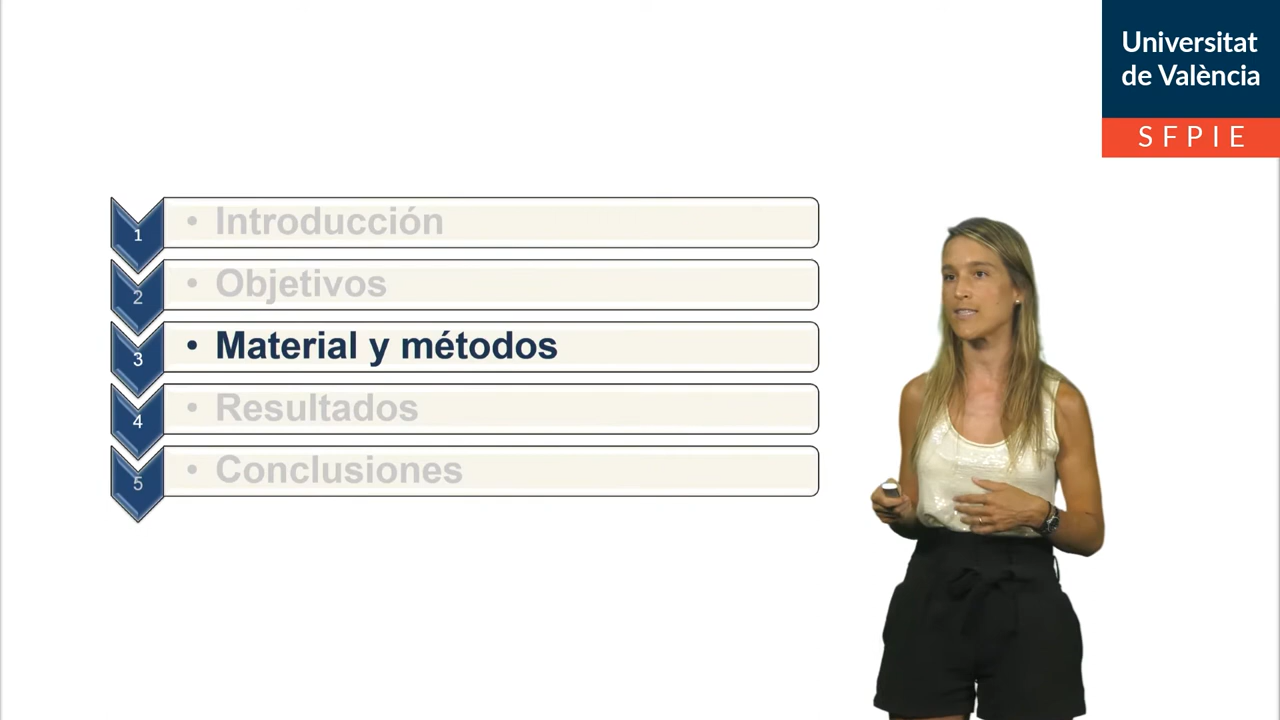 Universitat
de València
SFPIE
1 • Introducción
2 • Objetivos
3 • Material y métodos
4 • Resultados
5 • Conclusiones